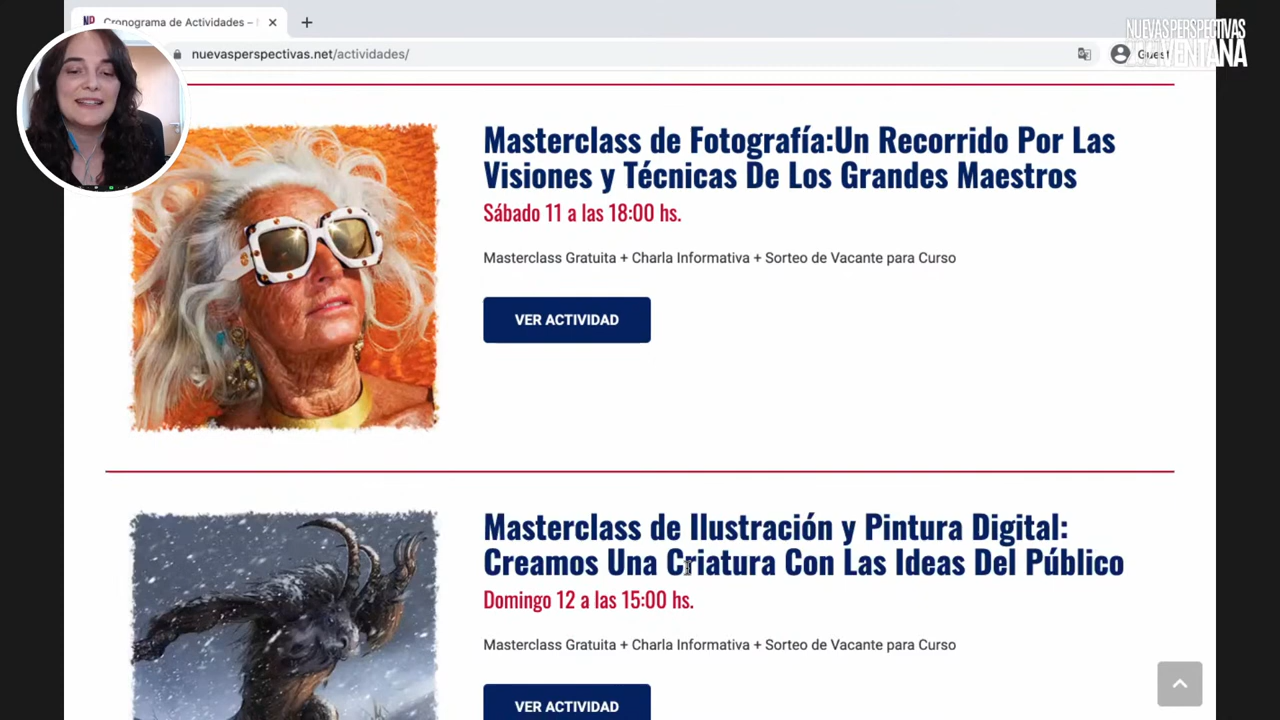 Cronograma de Actividades –
nuevasperspectivas.net/actividades/
Guest
NUEVASPERSPECTIVAS
VENTANA
Masterclass de Fotografía:Un Recorrido Por Las
Visiones y Técnicas De Los Grandes Maestros
Sábado 11 a las 18:00 hs.
Masterclass Gratuita + Charla Informativa + Sorteo de Vacante para Curso
VER ACTIVIDAD
Masterclass de Ilustración y Pintura Digital:
Creamos Una Criatura Con Las Ideas Del Público
Domingo 12 a las 15:00 hs.
Masterclass Gratuita + Charla Informativa + Sorteo de Vacante para Curso
VER ACTIVIDAD